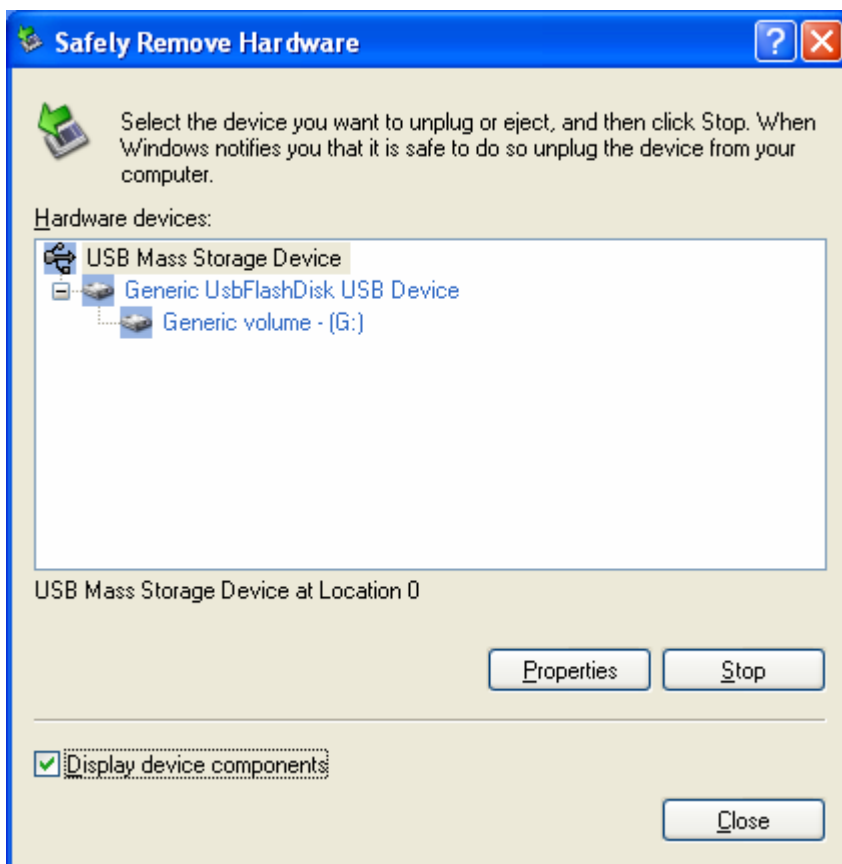 Safely Remove Hardware
Select the device you want to unplug or eject, and then click Stop. When
Windows notifies you that it is safe to do so unplug the device from your
computer.
Hardware devices:
USB Mass Storage Device
Generic UsbFlashDisk USB Device
Generic volume - (G:)
USB Mass Storage Device at Location 0
Properties
Stop
Display device components
Close